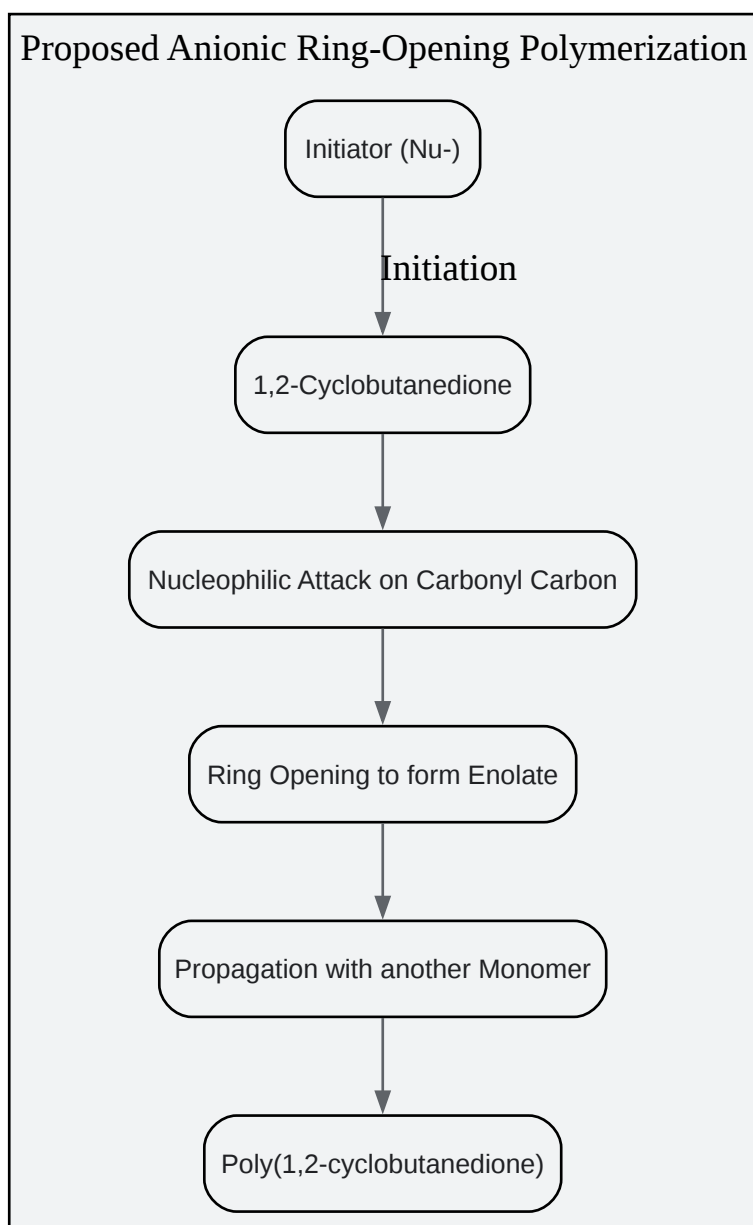 Proposed Anionic Ring-Opening Polymerization
Initiator (Nu-)
Initiation
1,2-Cyclobutanedione
Nucleophilic Attack on Carbonyl Carbon
Ring Opening to form Enolate
Propagation with another Monomer
Poly(1,2-cyclobutanedione)